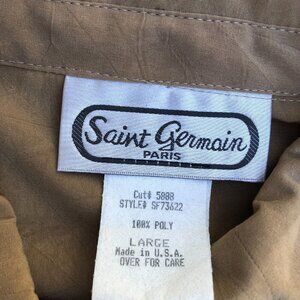 Saint Germain
PARIS
Cut# 5088
STYLE# SF73622
100% POLY
LARGE
Made in U.S.A.
OVER FOR CARE